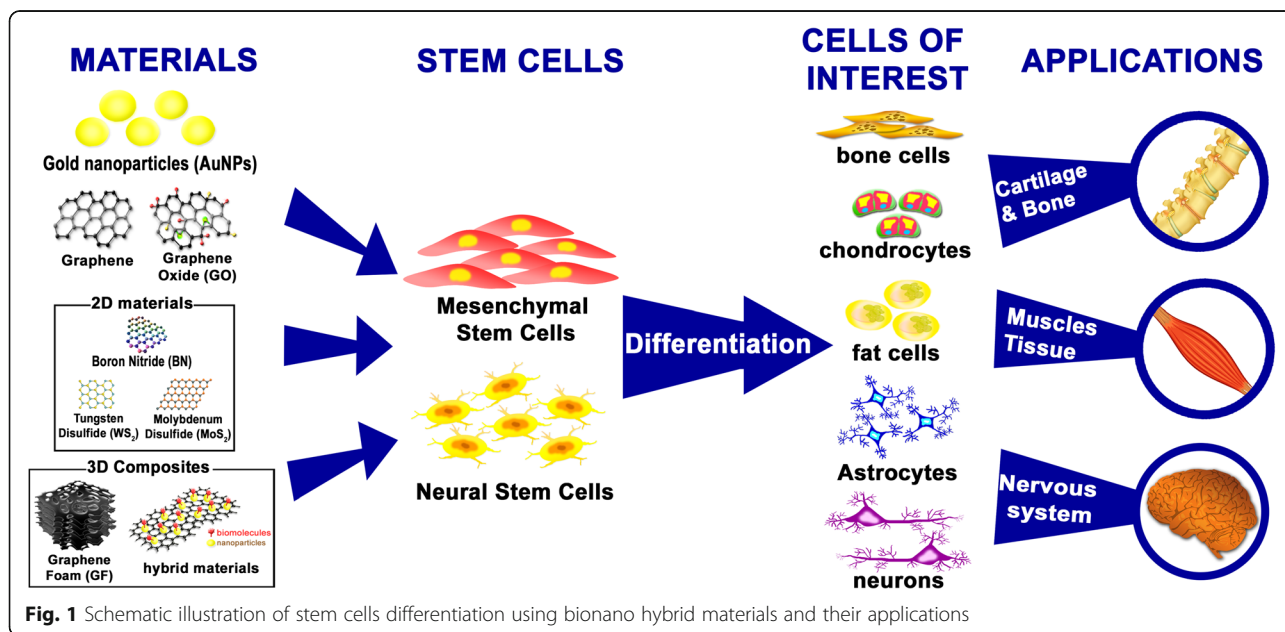 MATERIALS
Gold nanoparticles (AuNPs)
Graphene
Graphene
Oxide (GO)
2D materials
Boron Nitride (BN)
Tungsten
Disulfide (WS₂)
Molybdenum
Disulfide (MoS₂)
3D Composites
Graphene
Foam (GF)
biomolecules
nanoparticles
hybrid materials
STEM CELLS
Mesenchymal
Stem Cells
Neural Stem Cells
Differentiation
CELLS OF
INTEREST
bone cells
chondrocytes
fat cells
Astrocytes
neurons
APPLICATIONS
Cartilage
& Bone
Muscles
Tissue
Nervous
system
Fig. 1 Schematic illustration of stem cells differentiation using bionano hybrid materials and their applications